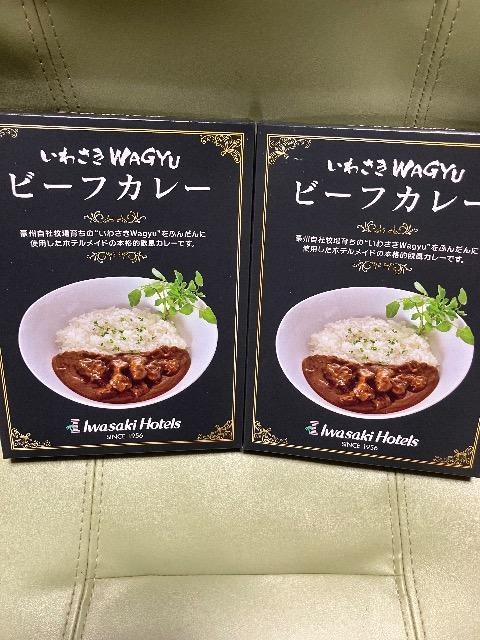 いわさきWAGYU
ビーフカレー
豪州自社牧場育ちの"いわさきWagyu"をふんだんに
使用したホテルメイドの本格的欧風カレーです。
Iwasaki Hotels
SINCE 1956
いわさきWAGYU
ビーフカレー
豪州自社牧場育ちの"いわさきWagyu"をふんだんに
使用したホテルメイドの本格的欧風カレーです。
Iwasaki Hotels
SINCE 1956